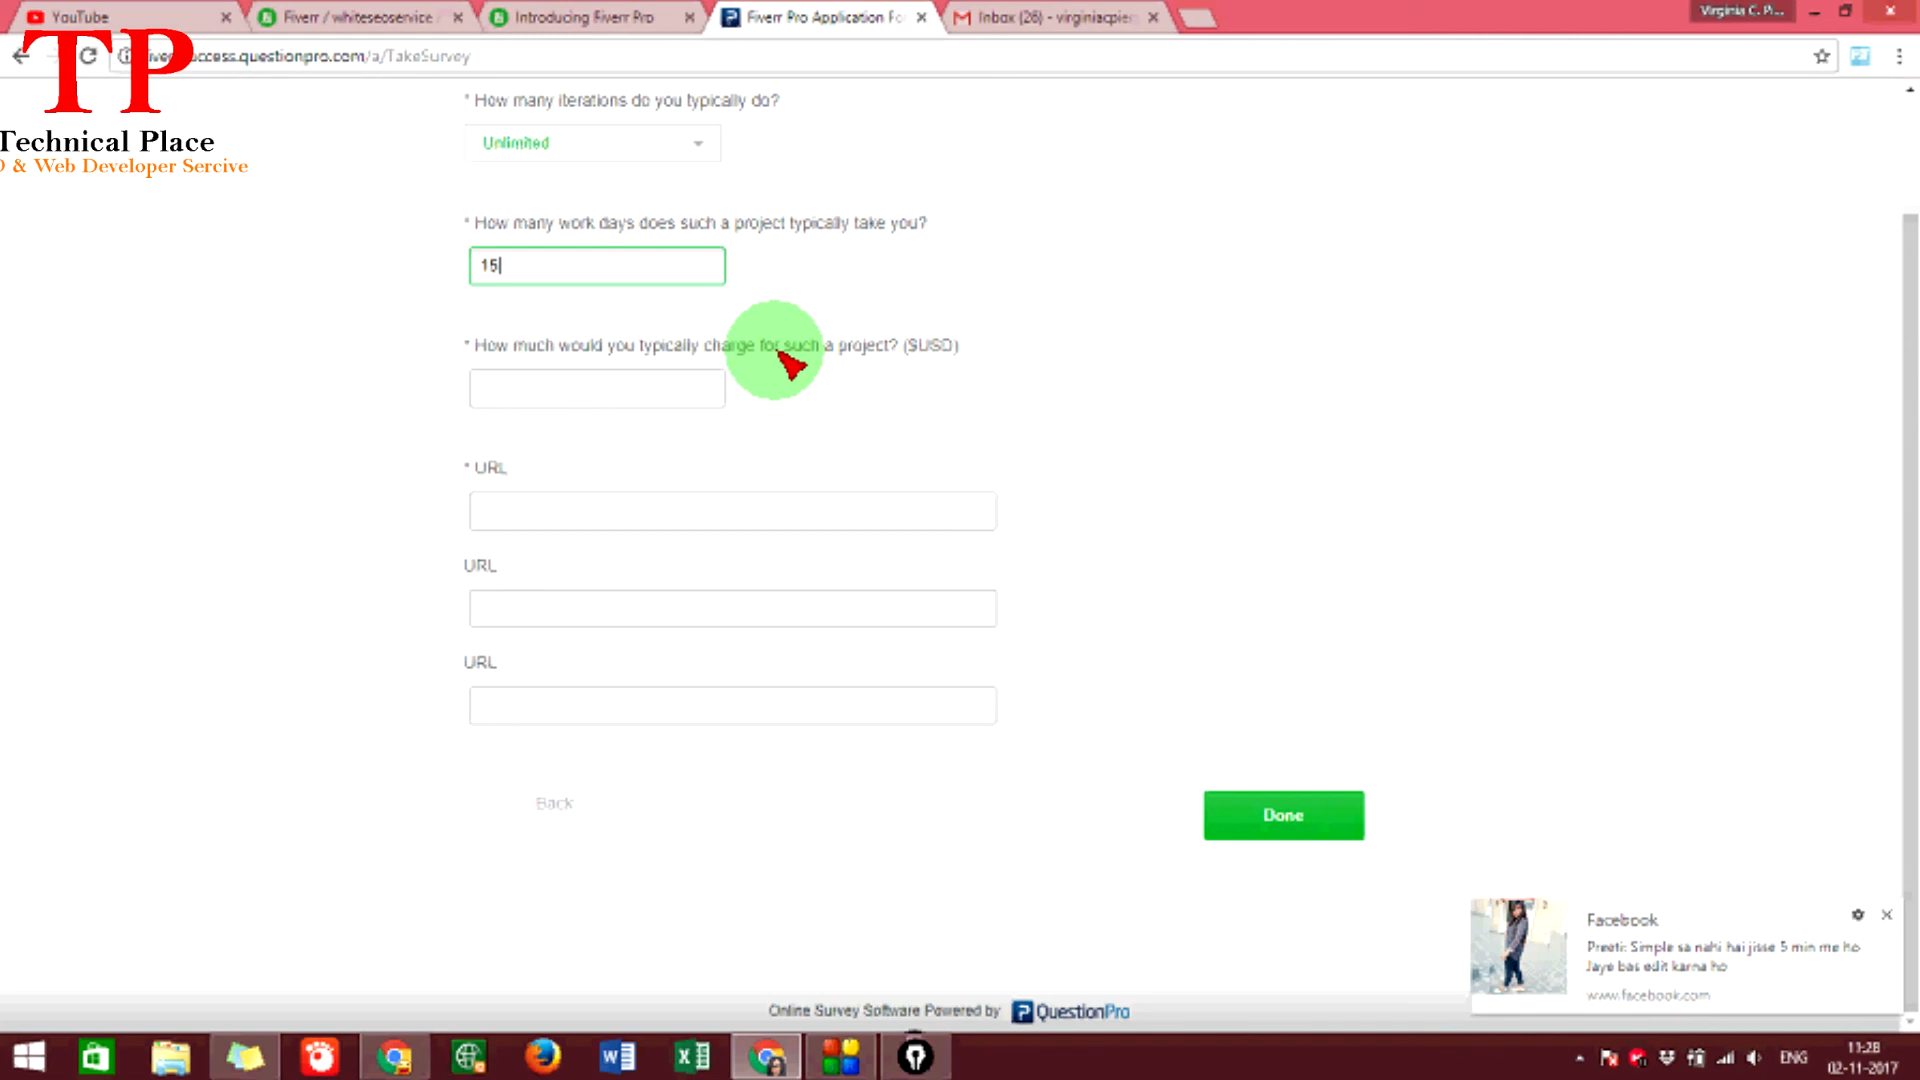 YouTube
Fiverr / whiteseoservice
Introducing Fiverr Pro
Fiverr Pro Application Fo
Inbox (26) - virginiacpier
Virginia C. Pi...
ccess.questionpro.com/a/TakeSurvey
TP
Technical Place
& Web Developer Sercive
* How many iterations do you typically do?
Unlimited
* How many work days does such a project typically take you?
15
* How much would you typically charge for such a project? ($USD)
* URL
URL
URL
Back
Done
Facebook
Preeti: Simple sa nahi hai jisse 5 min me ho
Jaye bas edit karna ho
www.facebook.com
Online Survey Software Powered by QuestionPro
ENG
11:28
02-11-2017